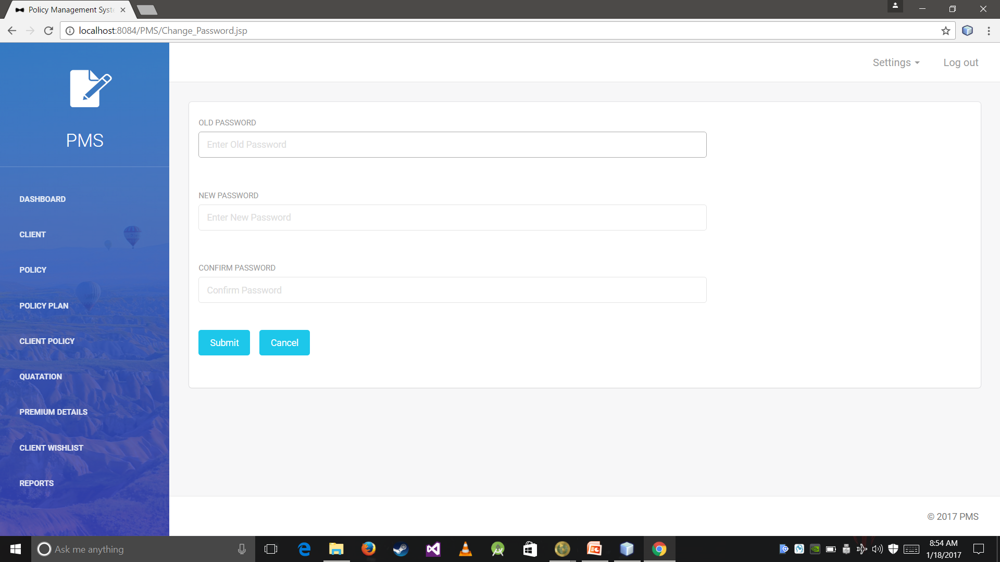 Policy Management Syste
localhost:8084/PMS/Change_Password.jsp
Settings
Log out
PMS
DASHBOARD
CLIENT
POLICY
POLICY PLAN
CLIENT POLICY
QUATATION
PREMIUM DETAILS
CLIENT WISHLIST
REPORTS
OLD PASSWORD
Enter Old Password
NEW PASSWORD
Enter New Password
CONFIRM PASSWORD
Confirm Password
Submit
Cancel
© 2017 PMS
Ask me anything
8:54 AM
1/18/2017